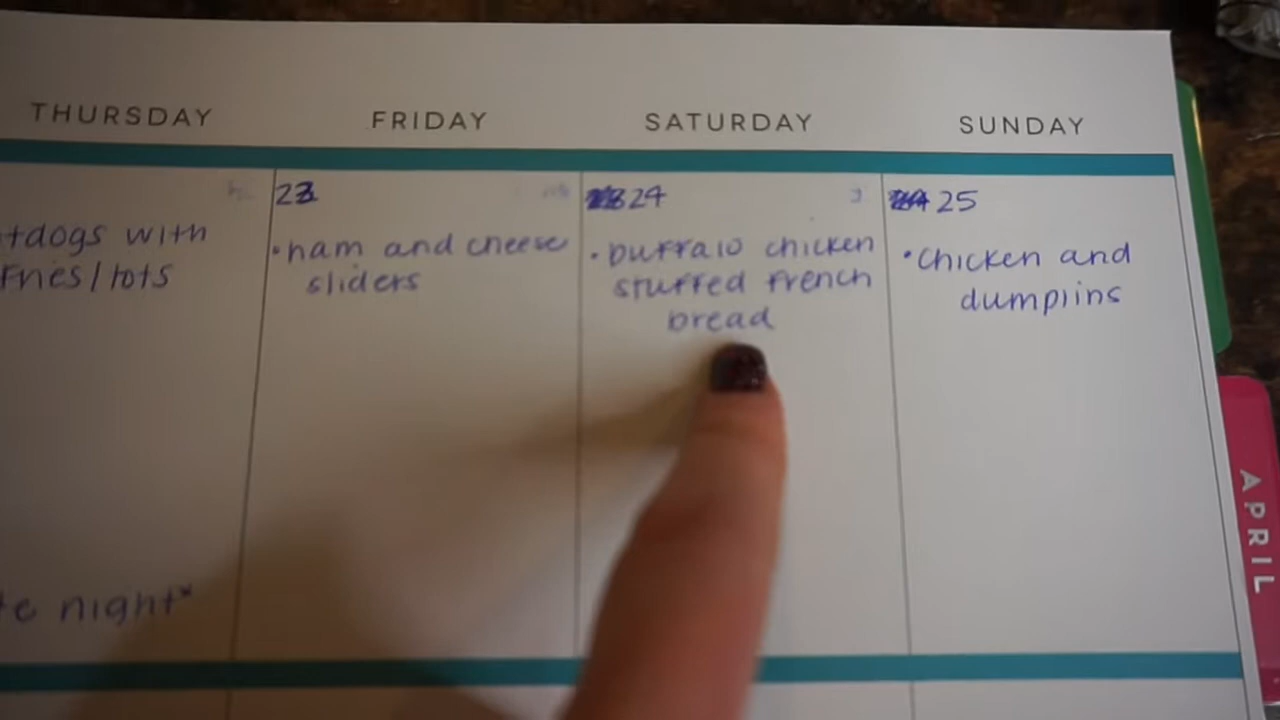 THURSDAY FRIDAY SATURDAY SUNDAY
23 24 25
tdogs with
Fries/tots
•ham and cheese
sliders
•buffalo chicken
stuffed french
bread
•Chicken and
dumplins
te night*
APRIL